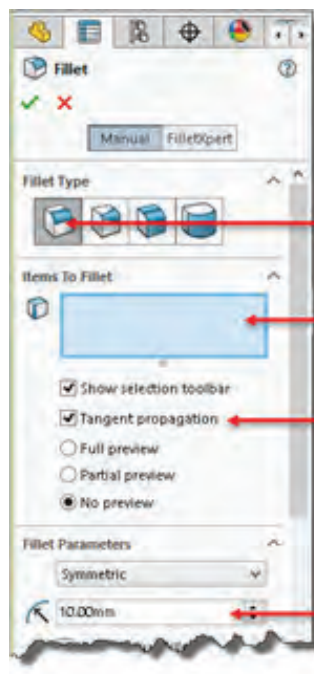 Fillet
Manual FilletXpert
Fillet Type
Items To Fillet
Show selection toolbar
Tangent propagation
Full preview
Partial preview
No preview
Fillet Parameters
Symmetric
10.00mm